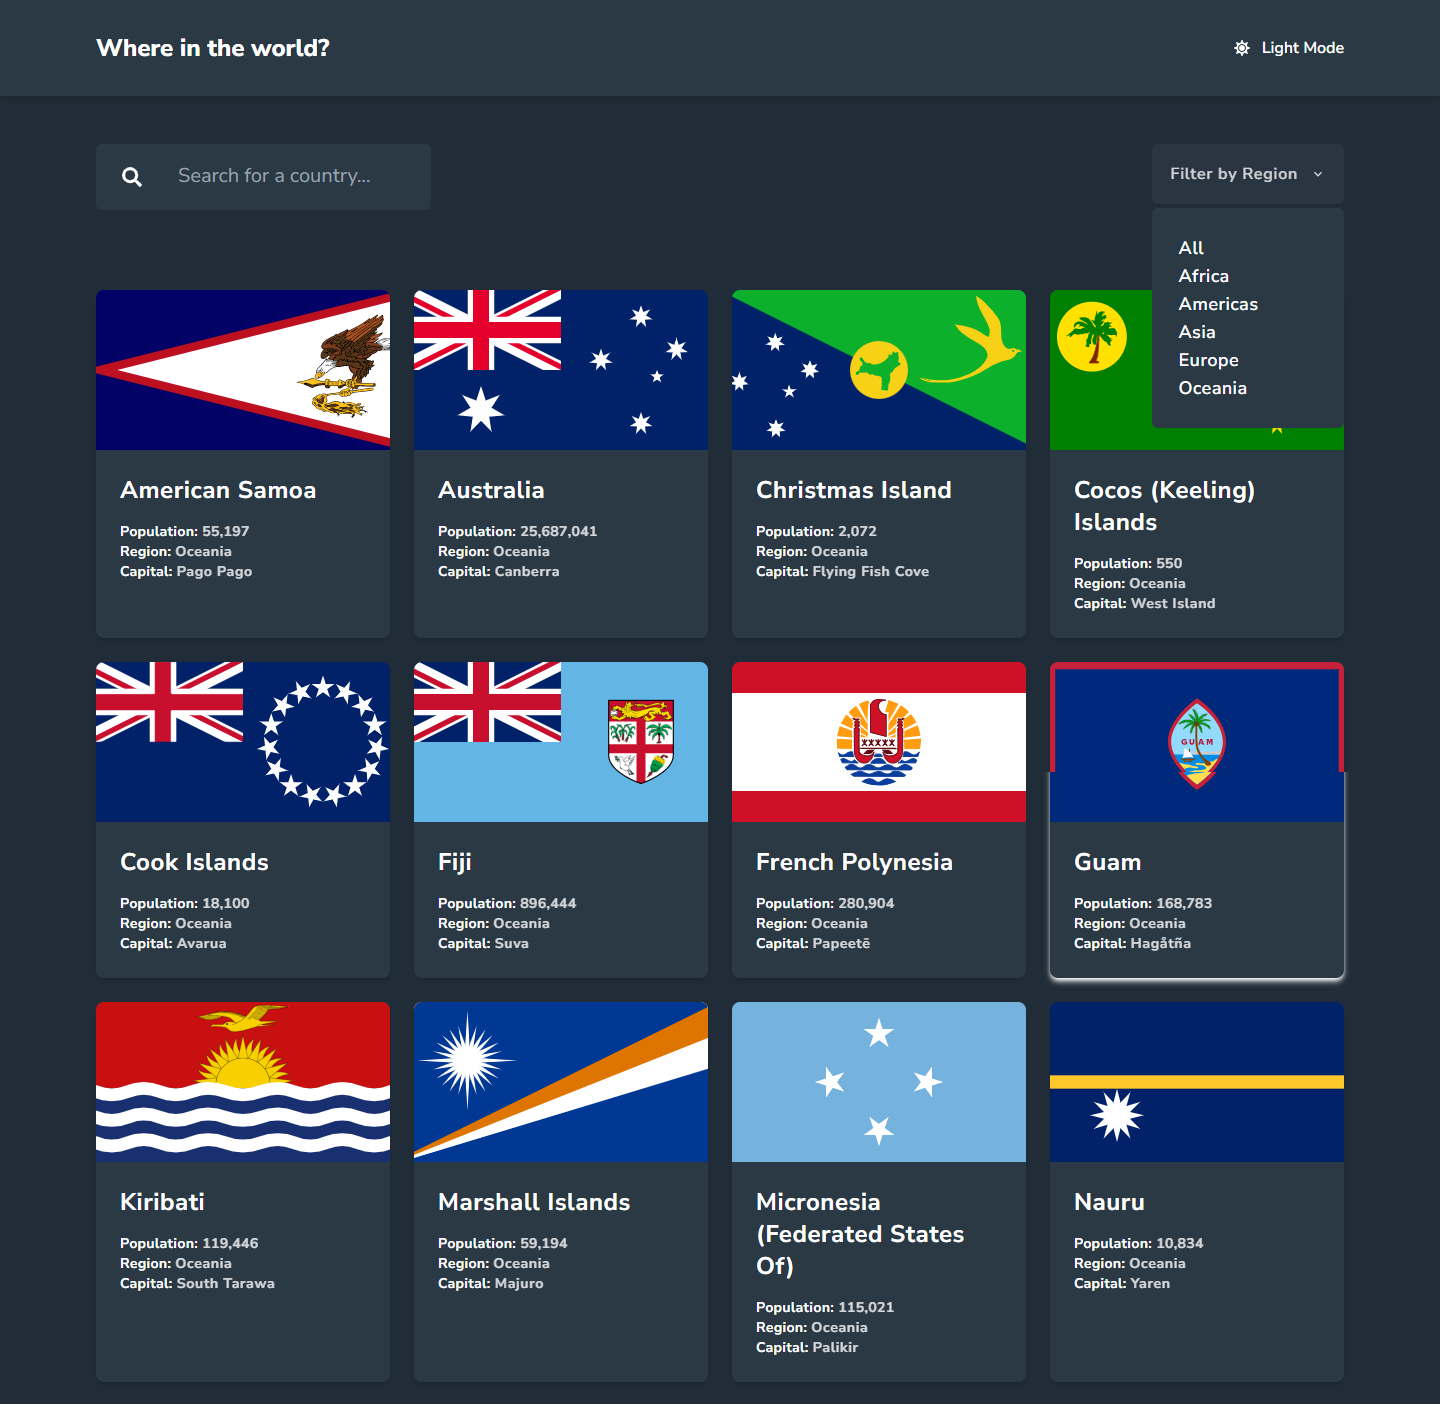 Where in the world?
Light Mode
Search for a country...
Filter by Region
All
Africa
Americas
Asia
Europe
Oceania
American Samoa
Population: 55,197
Region: Oceania
Capital: Pago Pago
Australia
Population: 25,687,041
Region: Oceania
Capital: Canberra
Christmas Island
Population: 2,072
Region: Oceania
Capital: Flying Fish Cove
Cocos (Keeling)
Islands
Population: 550
Region: Oceania
Capital: West Island
Cook Islands
Population: 18,100
Region: Oceania
Capital: Avarua
Fiji
Population: 896,444
Region: Oceania
Capital: Suva
French Polynesia
Population: 280,904
Region: Oceania
Capital: Papeetē
GUAM
Guam
Population: 168,783
Region: Oceania
Capital: Hagåtña
Kiribati
Population: 119,446
Region: Oceania
Capital: South Tarawa
Marshall Islands
Population: 59,194
Region: Oceania
Capital: Majuro
Micronesia
(Federated States
Of)
Population: 115,021
Region: Oceania
Capital: Palikir
Nauru
Population: 10,834
Region: Oceania
Capital: Yaren